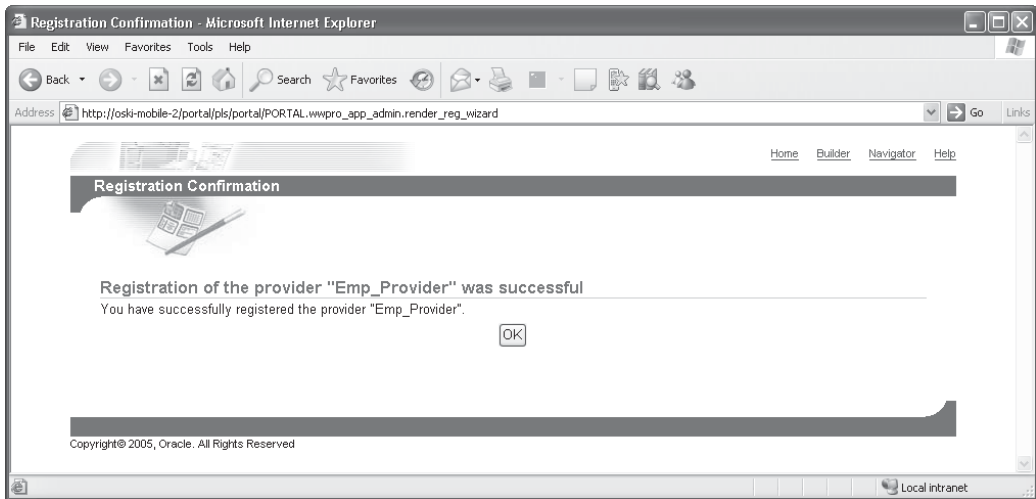 Registration Confirmation - Microsoft Internet Explorer
File Edit View Favorites Tools Help
Back Search Favorites
Address http://oski-mobile-2/portal/pls/portal/PORTAL.wwpro_app_admin.render_reg_wizard Go Links
Home Builder Navigator Help
Registration Confirmation
Registration of the provider "Emp_Provider" was successful
You have successfully registered the provider "Emp_Provider".
OK
Copyright© 2005, Oracle. All Rights Reserved
Local intranet